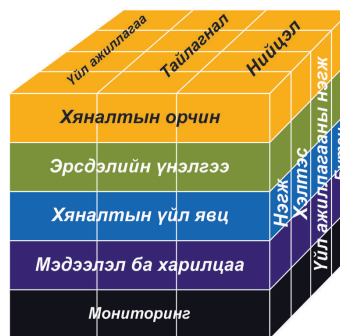 Үйл ажиллагаа
Тайлагнал
Нийцэл
Хяналтын орчин
Эрсдэлийн үнэлгээ
Хяналтын үйл явц
Мэдээлэл ба харилцаа
Мониторинг
Нэгж
Хэлтэс
Үйл ажиллагааны нэгж